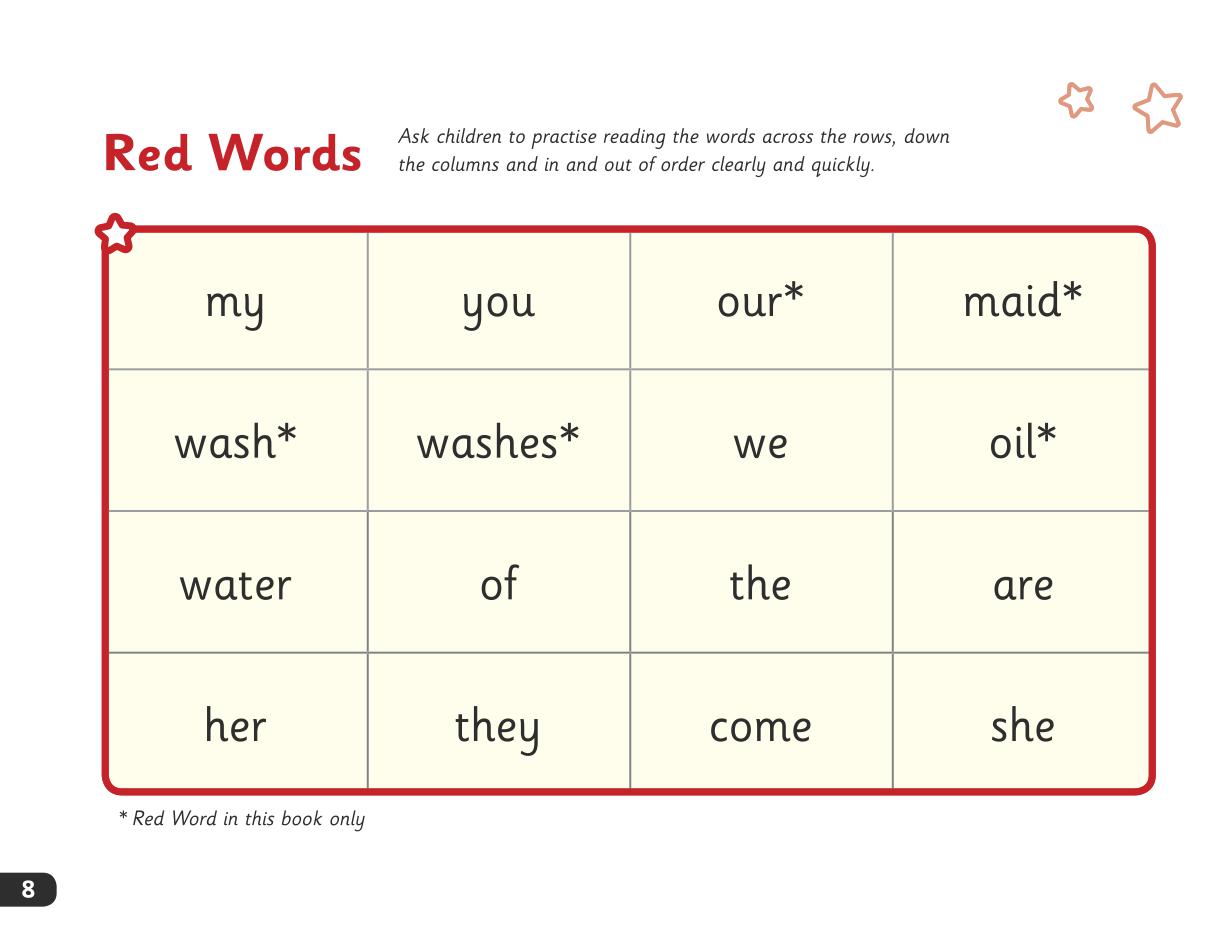 Red Words
Ask children to practise reading the words across the rows, down
the columns and in and out of order clearly and quickly.
my you our* maid*
wash* washes* we oil*
water of the are
her they come she
* Red Word in this book only
8